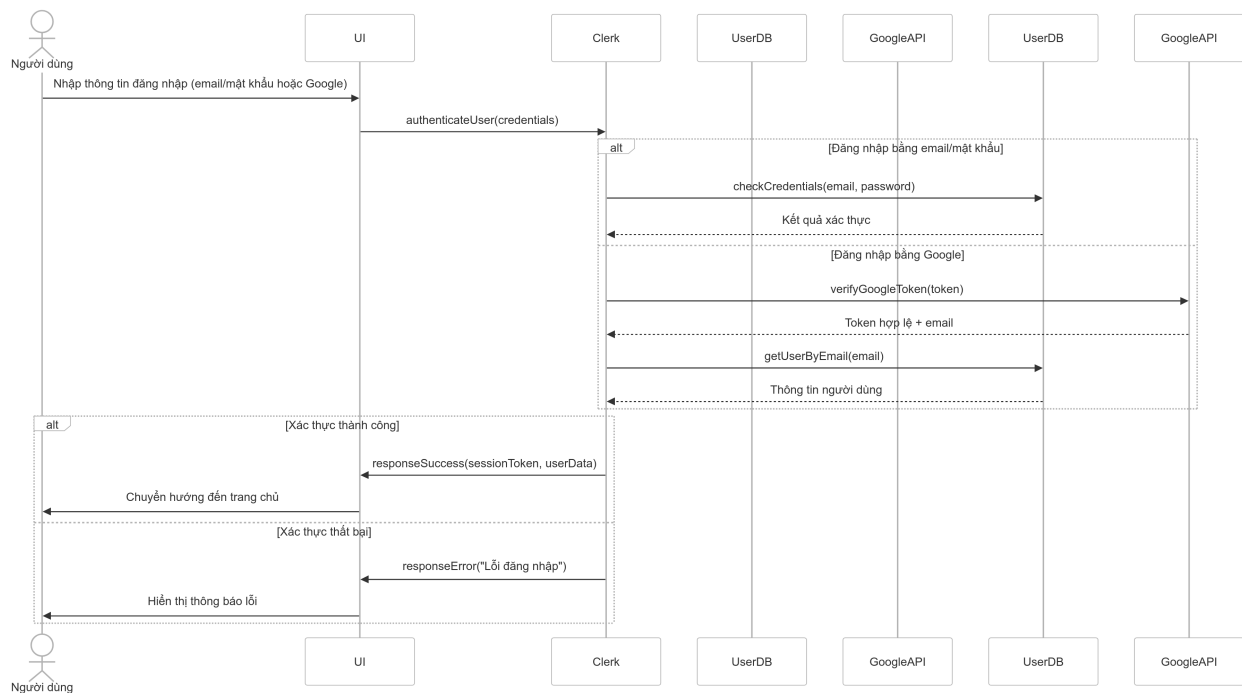 Người dùng
UI
Clerk
UserDB
GoogleAPI
UserDB
GoogleAPI
Nhập thông tin đăng nhập (email/mật khẩu hoặc Google)
authenticateUser(credentials)
alt
[Đăng nhập bằng email/mật khẩu]
checkCredentials(email, password)
Kết quả xác thực
[Đăng nhập bằng Google]
verifyGoogleToken(token)
Token hợp lệ + email
getUserByEmail(email)
Thông tin người dùng
alt
[Xác thực thành công]
responseSuccess(sessionToken, userData)
Chuyển hướng đến trang chủ
[Xác thực thất bại]
responseError("Lỗi đăng nhập")
Hiển thị thông báo lỗi
Người dùng
UI
Clerk
UserDB
GoogleAPI
UserDB
GoogleAPI